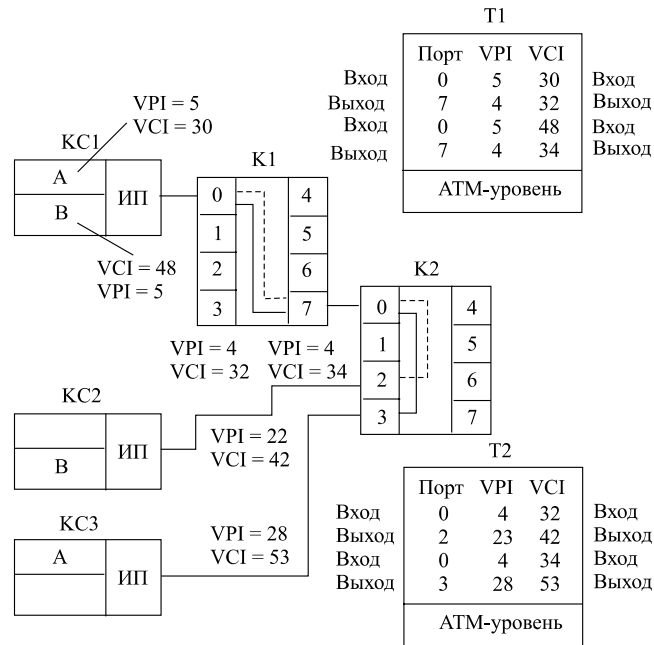 T1
Порт VPI VCI
Вход 0 5 30 Вход
Выход 7 4 32 Выход
Вход 0 5 48 Вход
Выход 7 4 34 Выход
АТМ-уровень
VPI = 5
VCI = 30
КС1
А
В
ИП
VCI = 48
VPI = 5
К1
0 4
1 5
2 6
3 7
К2
0 4
1 5
2 6
3 7
VPI = 4
VCI = 32
VPI = 4
VCI = 34
КС2
В
ИП
VPI = 22
VCI = 42
КС3
А
ИП
VPI = 28
VCI = 53
T2
Порт VPI VCI
Вход 0 4 32 Вход
Выход 2 23 42 Выход
Вход 0 4 34 Вход
Выход 3 28 53 Выход
АТМ-уровень